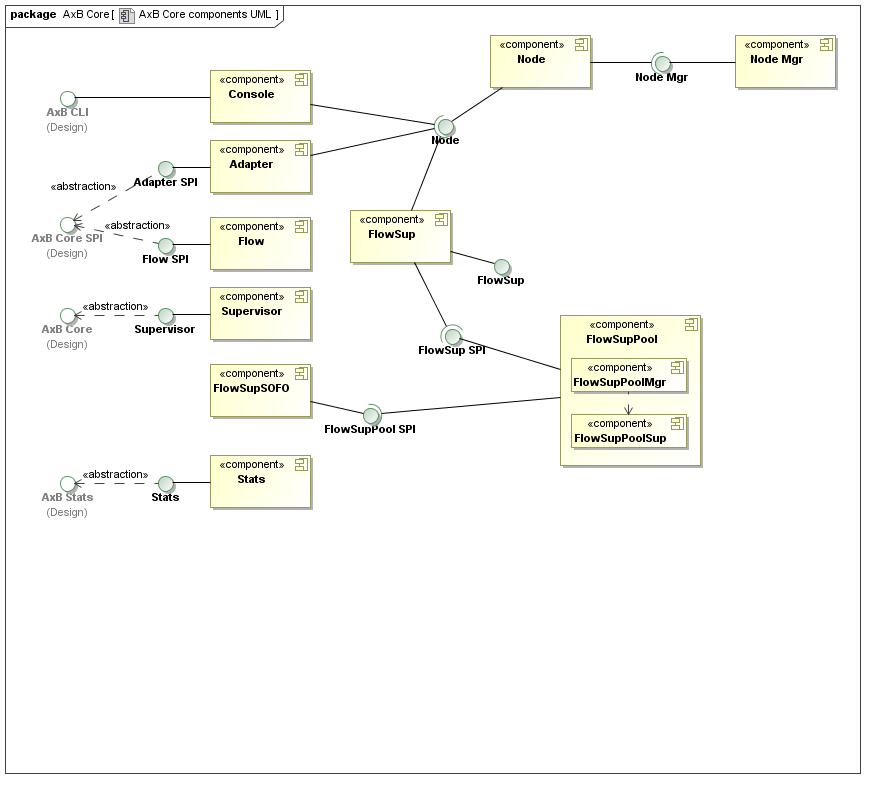 package AxB Core [ AxB Core components UML ]
«component»
Node
Node Mgr
«component»
Node Mgr
AxB CLI
(Design)
«component»
Console
Node
«component»
Adapter
Adapter SPI
«abstraction»
AxB Core SPI
(Design)
«abstraction»
Flow SPI
«component»
Flow
«component»
FlowSup
FlowSup
AxB Core
(Design)
«abstraction»
Supervisor
«component»
Supervisor
FlowSup SPI
«component»
FlowSupPool
«component»
FlowSupPoolMgr
«component»
FlowSupPoolSup
«component»
FlowSupSOFO
FlowSupPool SPI
AxB Stats
(Design)
«abstraction»
Stats
«component»
Stats